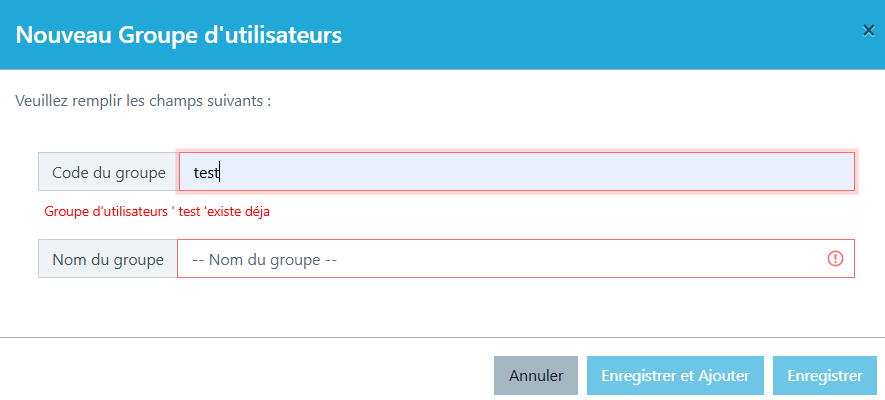 Nouveau Groupe d'utilisateurs
×
Veuillez remplir les champs suivants :
Code du groupe test
Groupe d'utilisateurs ' test 'existe déja
Nom du groupe -- Nom du groupe --
Annuler Enregistrer et Ajouter Enregistrer